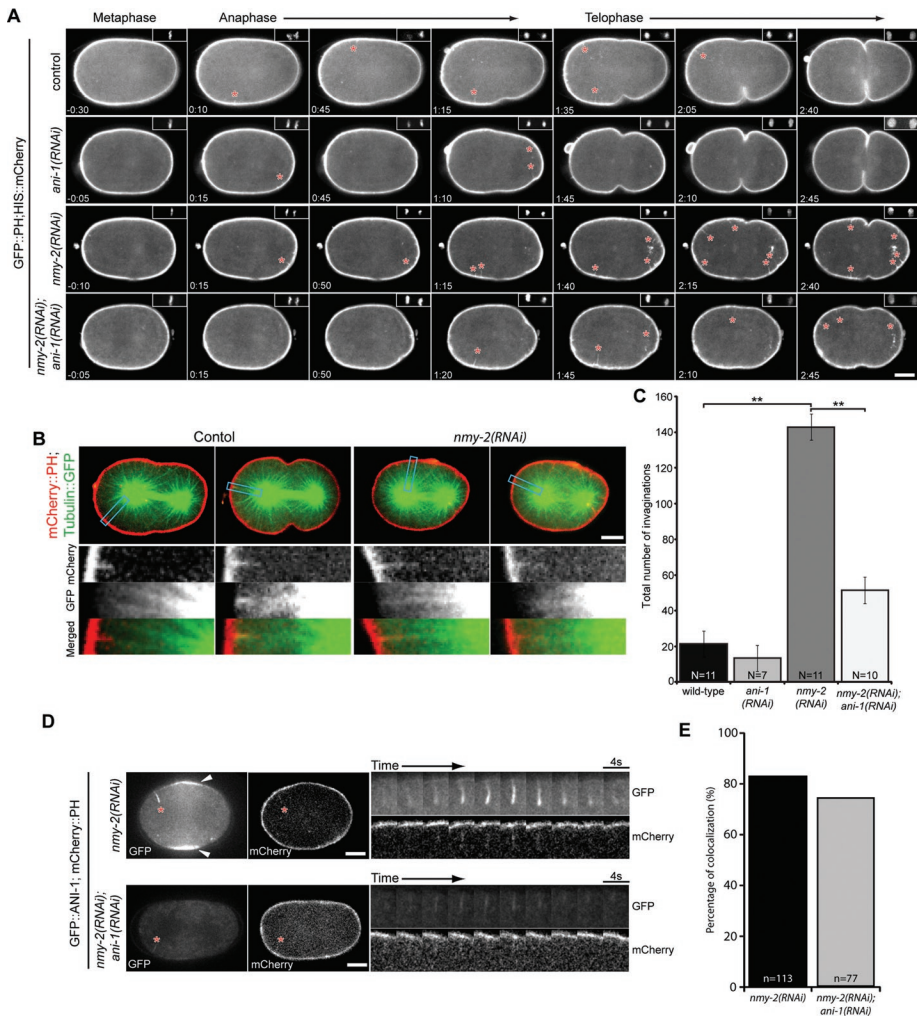 A
Metaphase Anaphase Telophase
GFP::PH;HIS::mCherry
control
-0:30 0:10 0:45 1:15 1:35 2:05 2:40
ani-1(RNAi)
-0:05 0:15 0:45 1:10 1:45 2:10 2:45
nmy-2(RNAi)
-0:10 0:15 0:50 1:15 1:40 2:15 2:40
nmy-2(RNAi);
ani-1(RNAi)
-0:05 0:15 0:50 1:20 1:45 2:10 2:45
B
Contol nmy-2(RNAi)
mCherry::PH;
Tubulin::GFP
mCherry
GFP
Merged
C
Total number of invaginations
160
140
120
100
80
60
40
20
0
** **
N=11 N=7 N=11 N=10
wild-type ani-1 nmy-2 nmy-2(RNAi);
(RNAi) (RNAi) ani-1(RNAi)
D
GFP::ANI-1; mCherry::PH
nmy-2(RNAi)
GFP mCherry
Time 4s
GFP
mCherry
nmy-2(RNAi);
ani-1(RNAi)
GFP mCherry
Time 4s
GFP
mCherry
E
Percentage of colocalization (%)
100
80
60
40
20
0
n=113 n=77
nmy-2(RNAi) nmy-2(RNAi);
ani-1(RNAi)